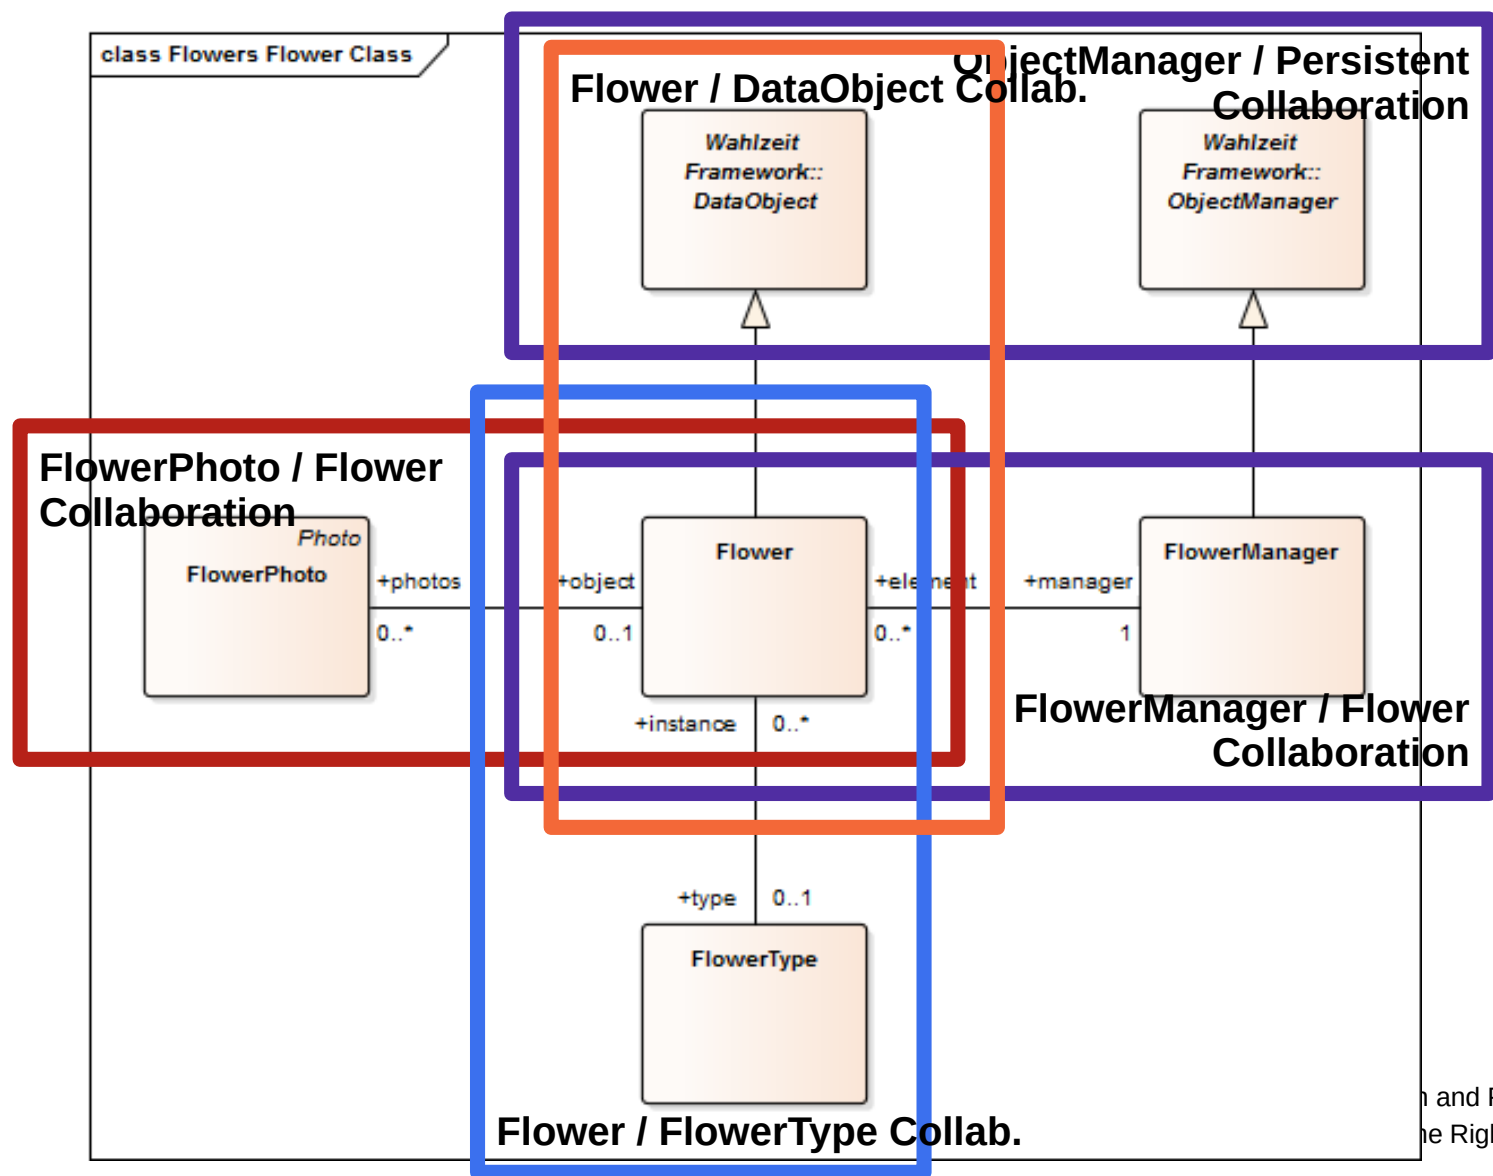 class Flowers Flower Class
ObjectManager / Persistent
Collaboration
Flower / DataObject Collab.
Wahlzeit
Framework::
DataObject
Wahlzeit
Framework::
ObjectManager
FlowerPhoto / Flower
Collaboration
Photo
FlowerPhoto
+photos
0..*
+object
0..1
Flower
+element
0..*
+manager
1
FlowerManager
FlowerManager / Flower
Collaboration
+instance 0..*
+type 0..1
FlowerType
Flower / FlowerType Collab.
and